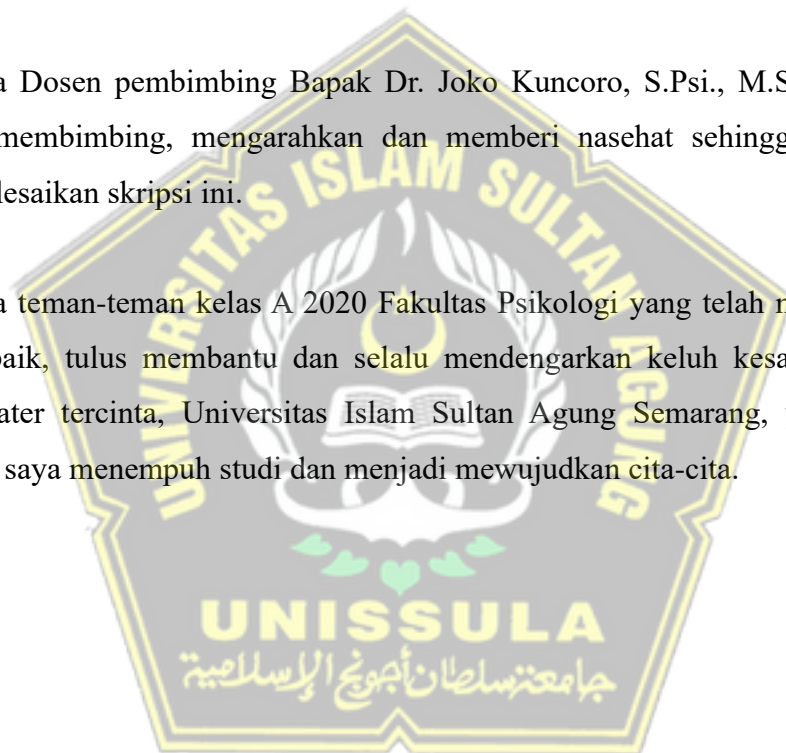 a Dosen pembimbing Bapak Dr. Joko Kuncoro, S.Psi., M.S
membimbing, mengarahkan dan memberi nasehat sehingg
lesaikan skripsi ini.
a teman-teman kelas A 2020 Fakultas Psikologi yang telah
baik, tulus membantu dan selalu mendengarkan keluh kesa
ater tercinta, Universitas Islam Sultan Agung Semarang,
saya menempuh studi dan menjadi mewujudkan cita-cita.
UNIVERSITAS ISLAM SULTAN AGUNG
UNISSULA
جامعة سلطان أجونج الإسلامية